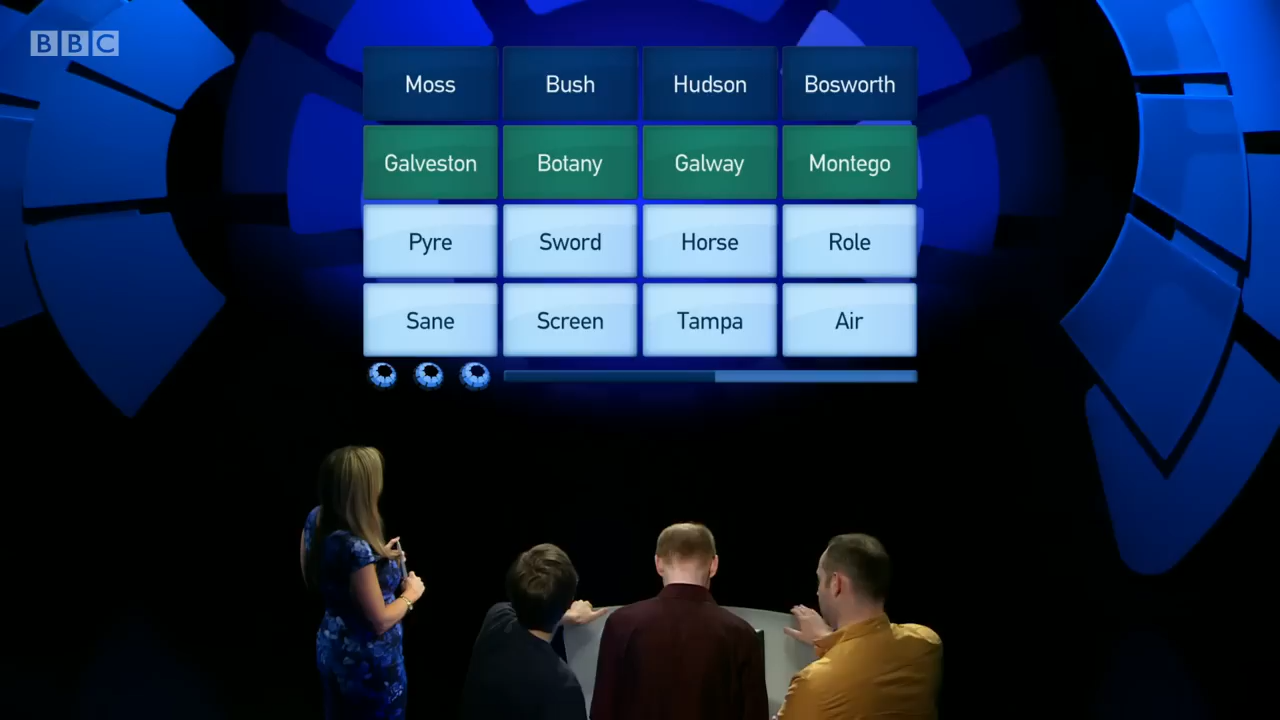 BBC
Moss Bush Hudson Bosworth
Galveston Botany Galway Montego
Pyre Sword Horse Role
Sane Screen Tampa Air